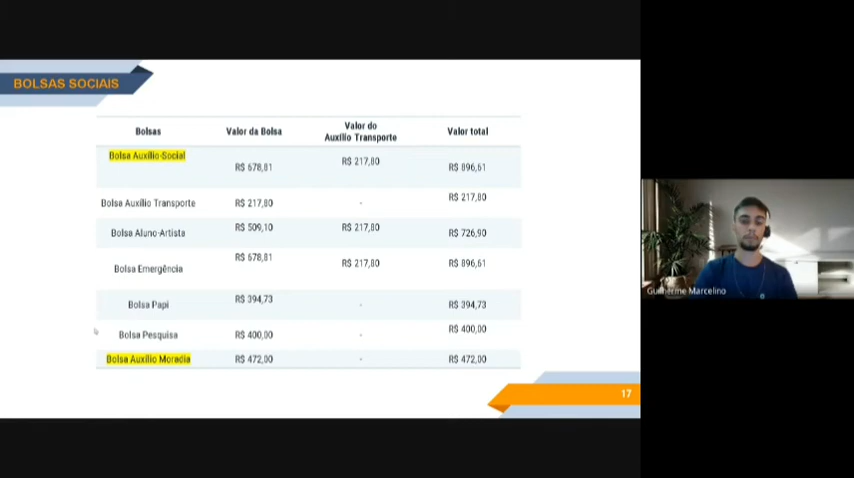 BOLSAS SOCIAIS
Bolsas Valor da Bolsa Valor do Auxílio Transporte Valor total
Bolsa Auxílio-Social R$ 678,81 R$ 217,80 R$ 896,61
Bolsa Auxílio Transporte R$ 217,80 - R$ 217,80
Bolsa Aluno-Artista R$ 509,10 R$ 217,80 R$ 726,90
Bolsa Emergência R$ 678,81 R$ 217,80 R$ 896,61
Bolsa Papi R$ 394,73 - R$ 394,73
Bolsa Pesquisa R$ 400,00 - R$ 400,00
Bolsa Auxílio Moradia R$ 472,00 - R$ 472,00
17
Guilherme Marcelino